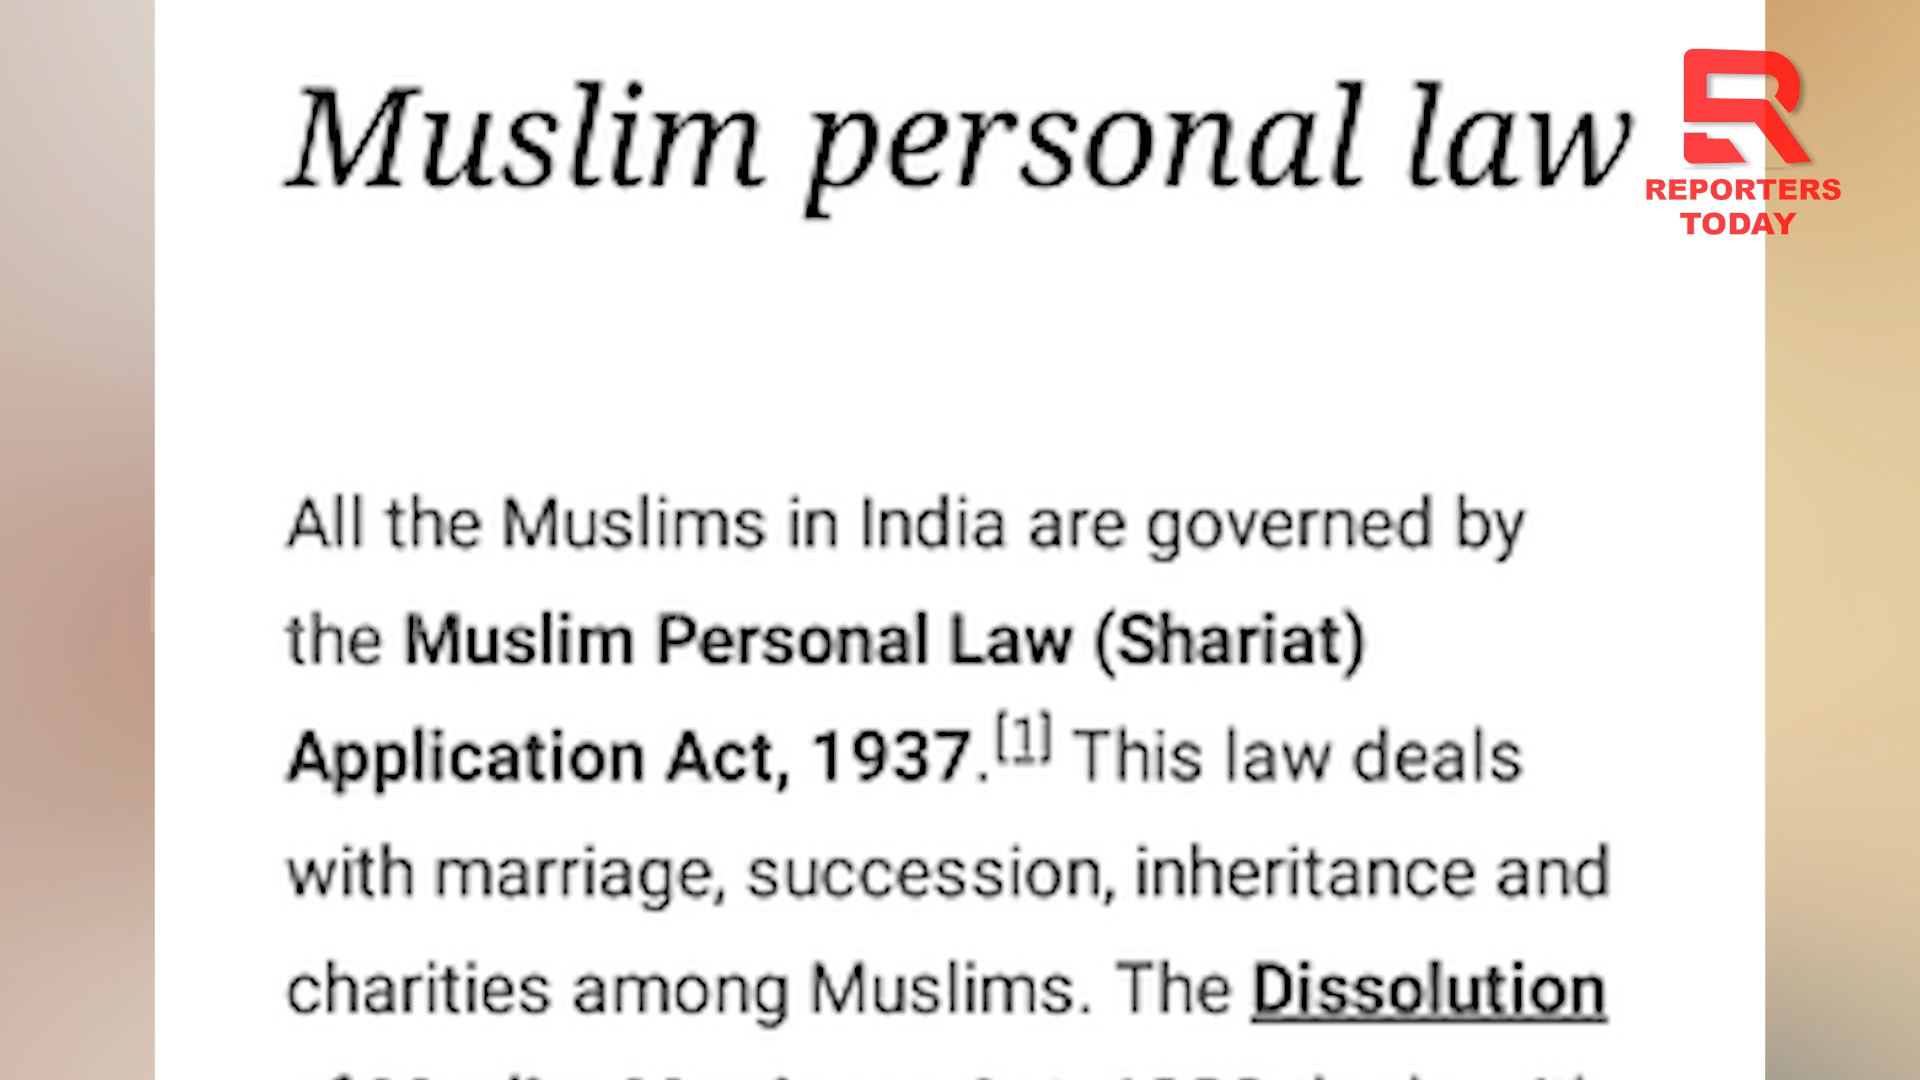 Muslim personal law
REPORTERS
TODAY
All the Muslims in India are governed by
the Muslim Personal Law (Shariat)
Application Act, 1937.[1] This law deals
with marriage, succession, inheritance and
charities among Muslims. The Dissolution